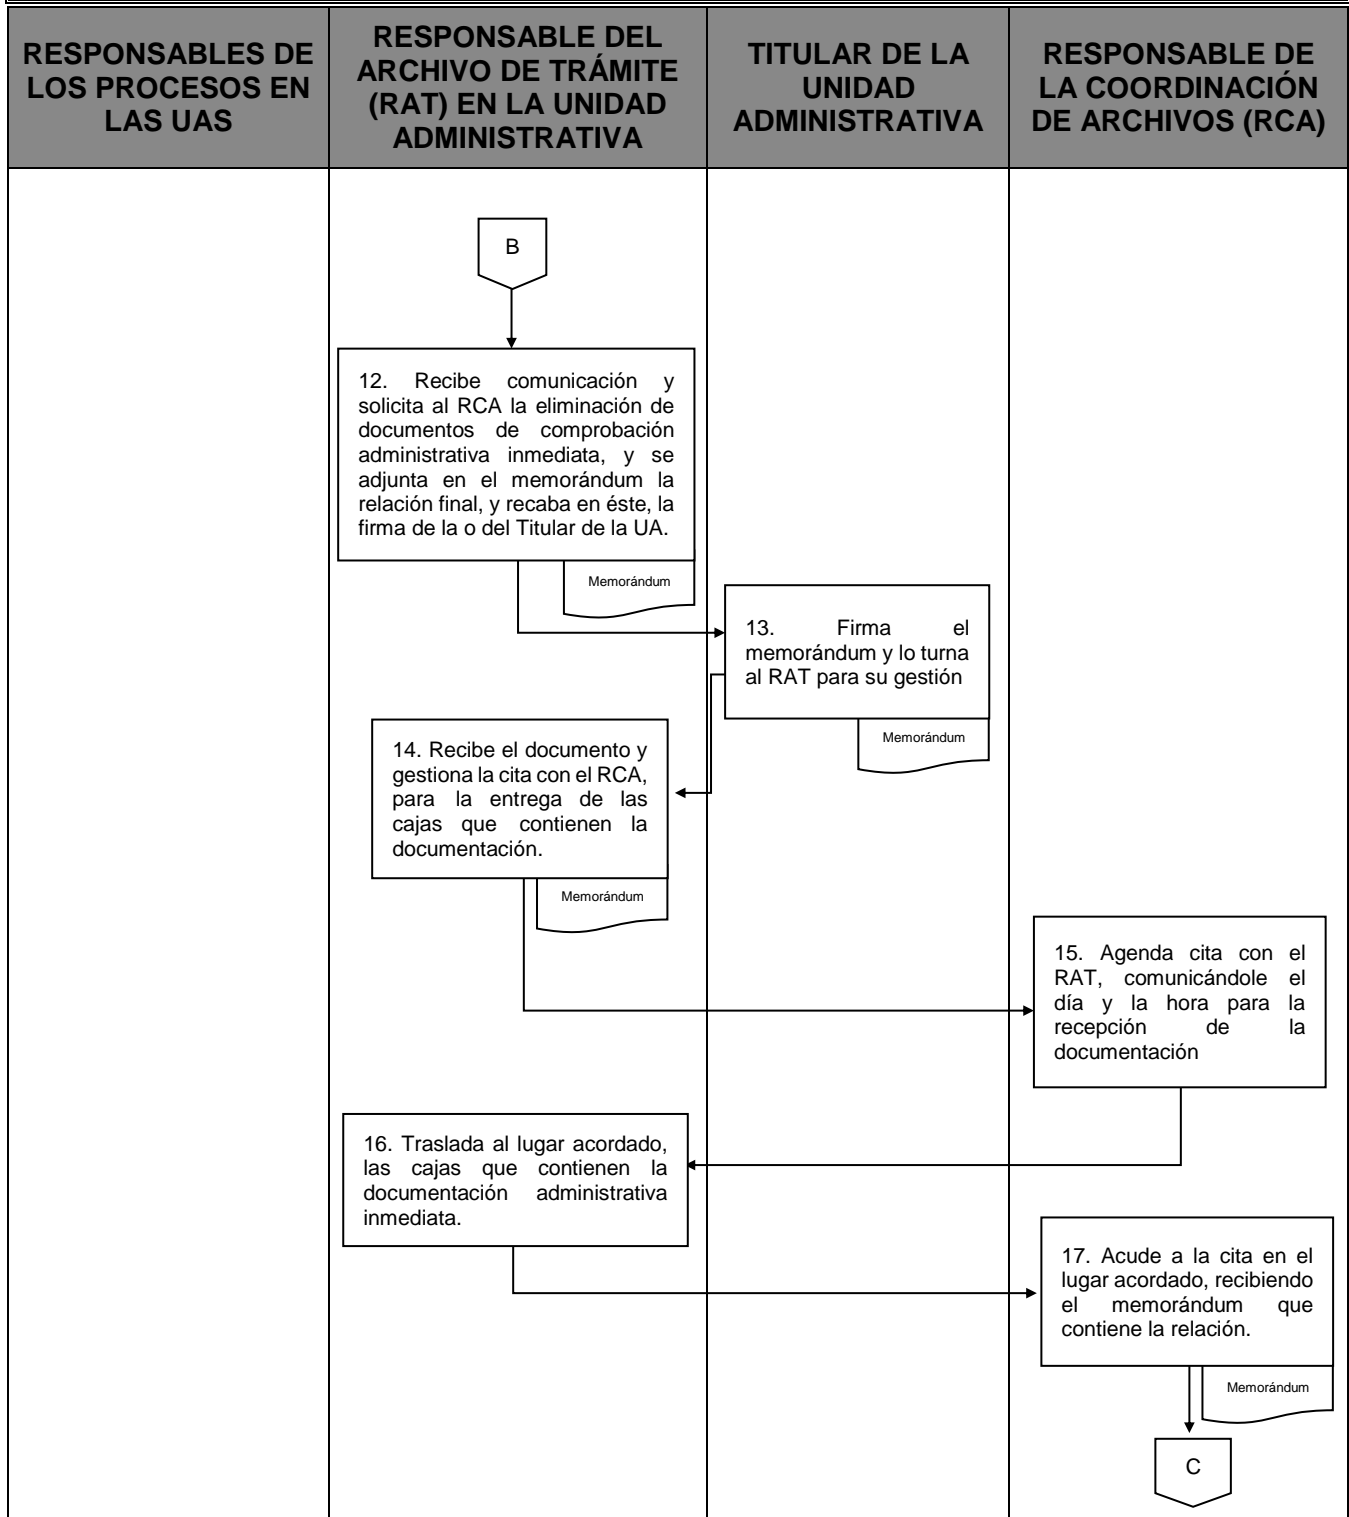 RESPONSABLES DE
LOS PROCESOS EN
LAS UAS
RESPONSABLE DEL
ARCHIVO DE TRÁMITE
(RAT) EN LA UNIDAD
ADMINISTRATIVA
TITULAR DE LA
UNIDAD
ADMINISTRATIVA
RESPONSABLE DE
LA COORDINACIÓN
DE ARCHIVOS (RCA)
B
12. Recibe comunicación y
solicita al RCA la eliminación de
documentos de comprobación
administrativa inmediata, y se
adjunta en el memorándum la
relación final, y recaba en éste, la
firma de la o del Titular de la UA.
Memorándum
13. Firma el
memorándum y lo turna
al RAT para su gestión
Memorándum
14. Recibe el documento y
gestiona la cita con el RCA,
para la entrega de las
cajas que contienen la
documentación.
Memorándum
15. Agenda cita con el
RAT, comunicándole el
día y la hora para la
recepción de la
documentación
16. Traslada al lugar acordado,
las cajas que contienen la
documentación administrativa
inmediata.
17. Acude a la cita en el
lugar acordado, recibiendo
el memorándum que
contiene la relación.
Memorándum
C